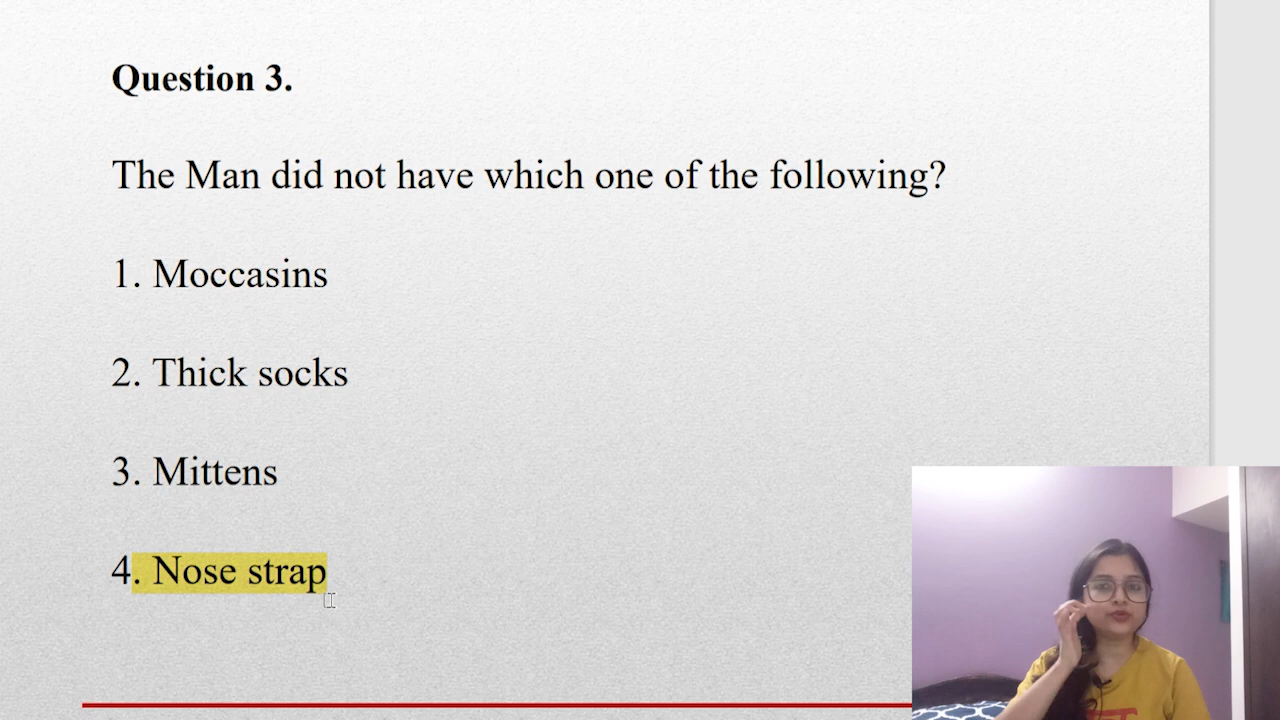 Question 3.
The Man did not have which one of the following?
1. Moccasins
2. Thick socks
3. Mittens
4. Nose strap